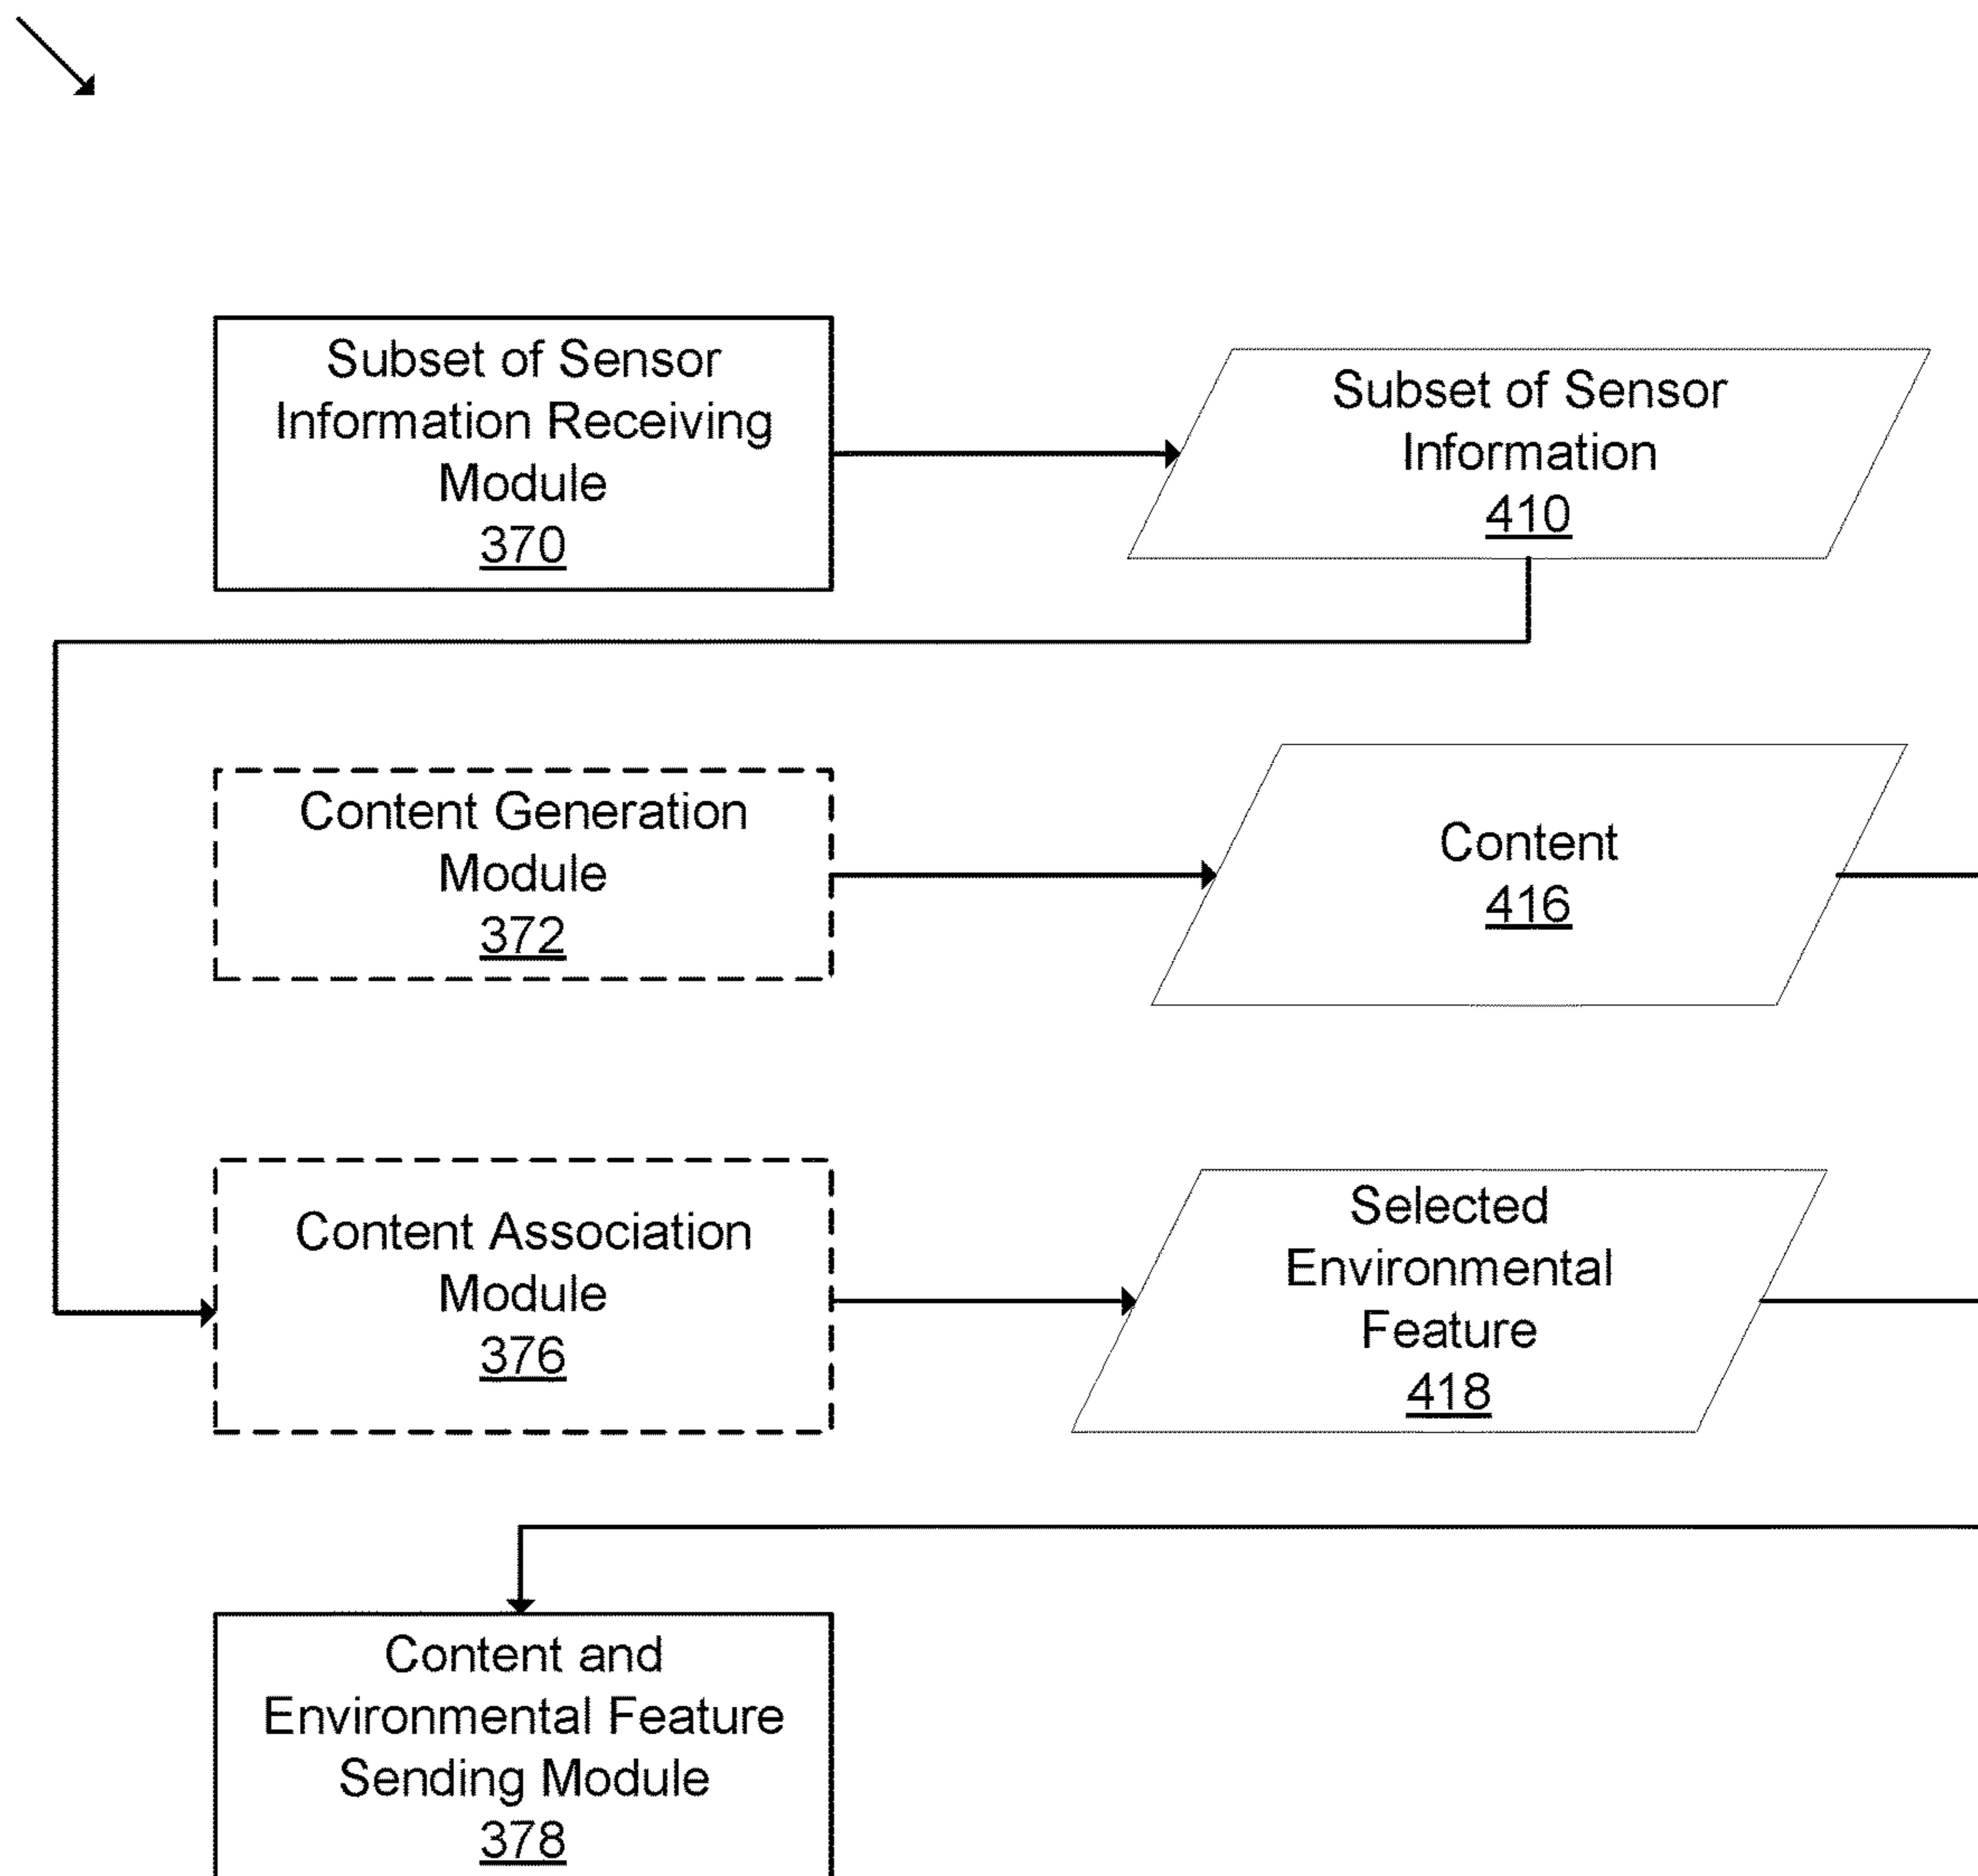 Subset of Sensor
Information Receiving
Module
370
Subset of Sensor
Information
410
Content Generation
Module
372
Content
416
Content Association
Module
376
Selected
Environmental
Feature
418
Content and
Environmental Feature
Sending Module
378